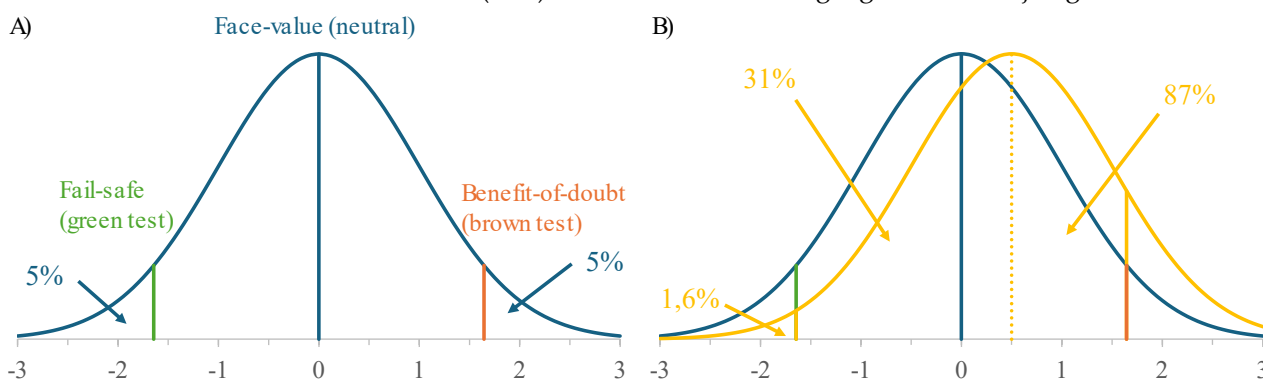 A)
Face-value (neutral)
Fail-safe
(green test)
Benefit-of-doubt
(brown test)
5%
5%
-3 -2 -1 0 1 2 3
B)
31%
87%
1,6%
-3 -2 -1 0 1 2 3